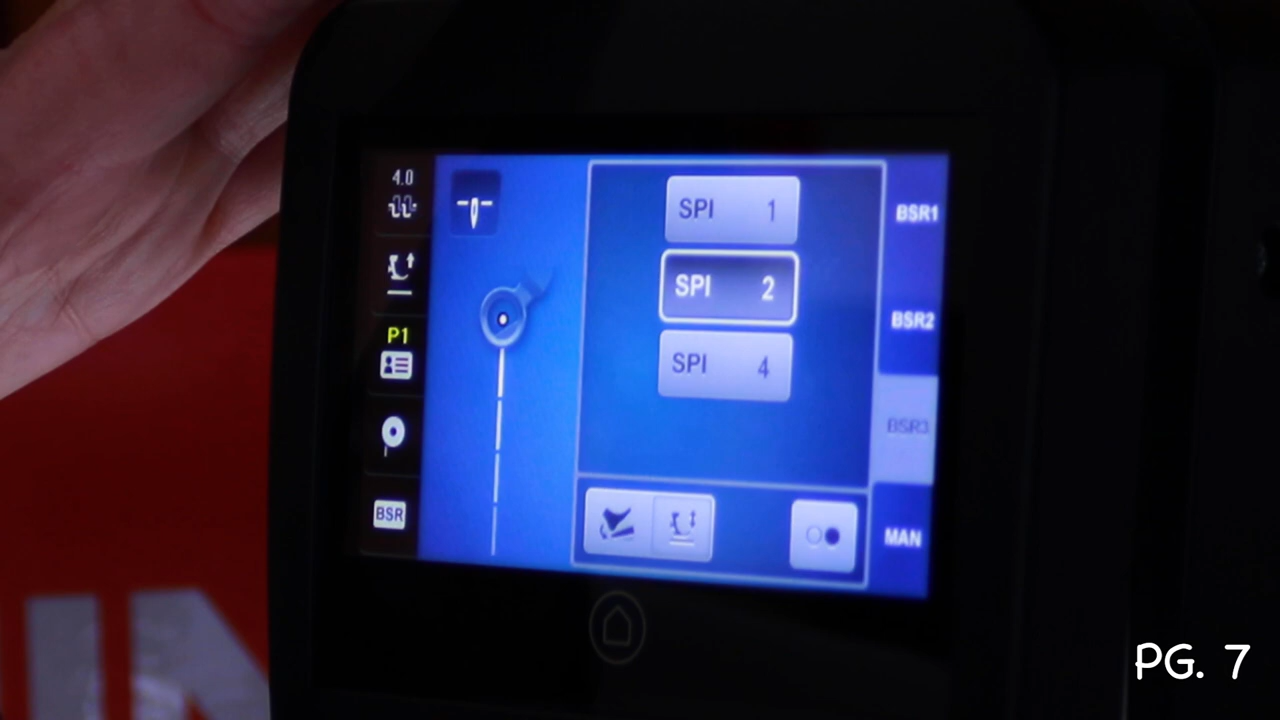 4.0
P1
BSR
SPI 1
SPI 2
SPI 4
BSR1
BSR2
BSR3
MAN
PG. 7